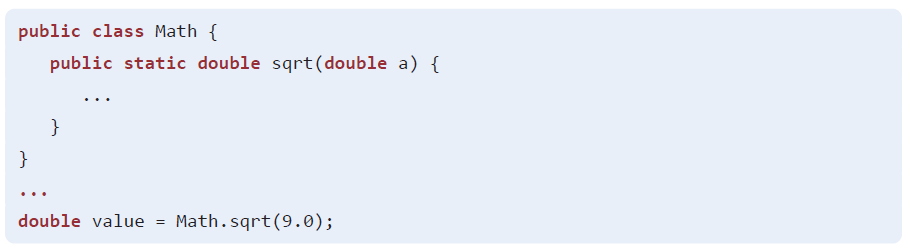 public class Math {
   public static double sqrt(double a) {
      ...
   }
}
...
double value = Math.sqrt(9.0);